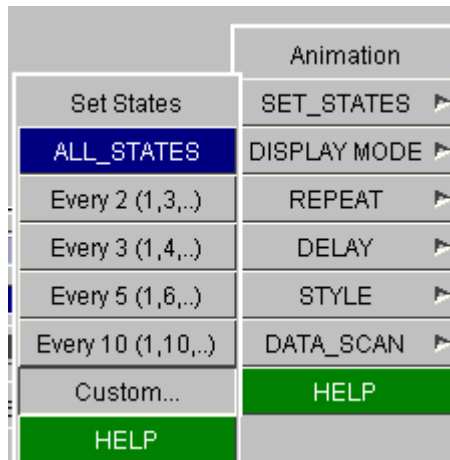 Animation
SET_STATES
DISPLAY MODE
REPEAT
DELAY
STYLE
DATA_SCAN
HELP
Set States
ALL_STATES
Every 2 (1,3,..)
Every 3 (1,4,..)
Every 5 (1,6,..)
Every 10 (1,10,..)
Custom...
HELP